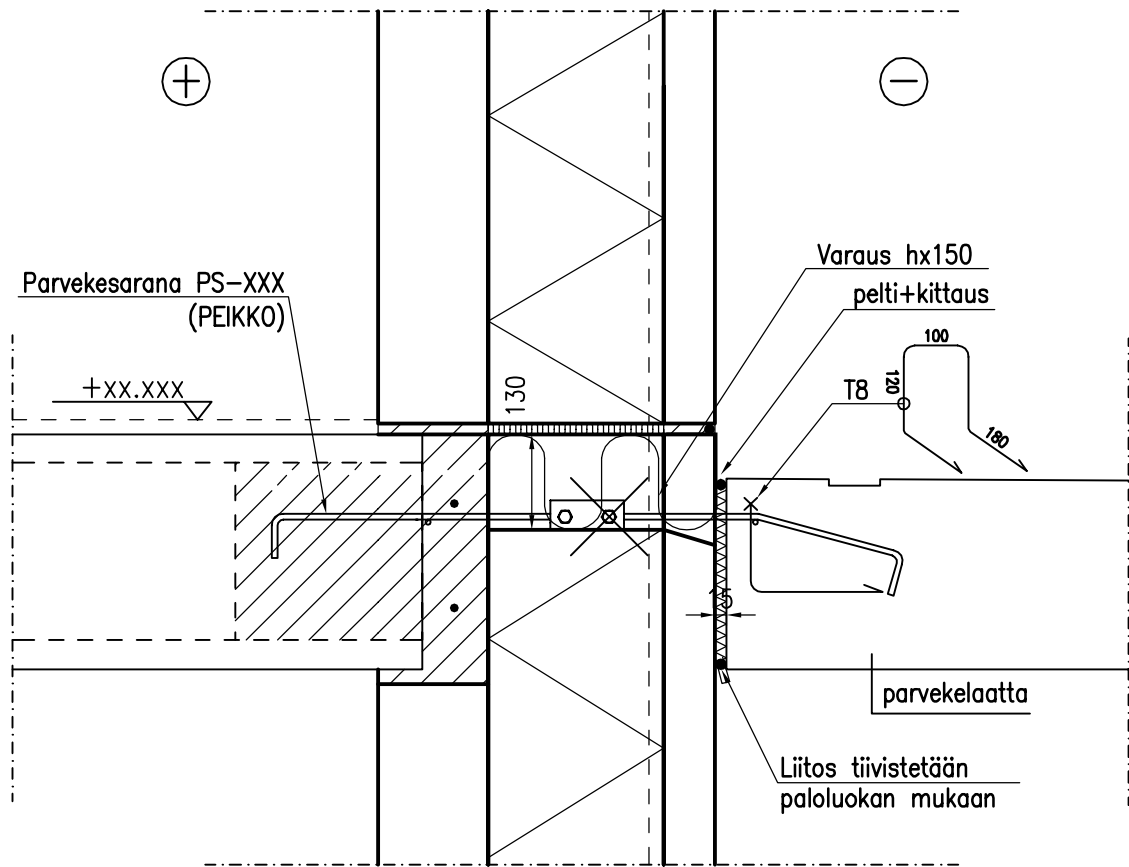 +
−
Varaus hx150
Parvekesarana PS-XXX
(PEIKKO)
pelti+kittaus
100
120
T8
180
+xx.xxx
130
15
parvekelaatta
Liitos tiivistetään
paloluokan mukaan